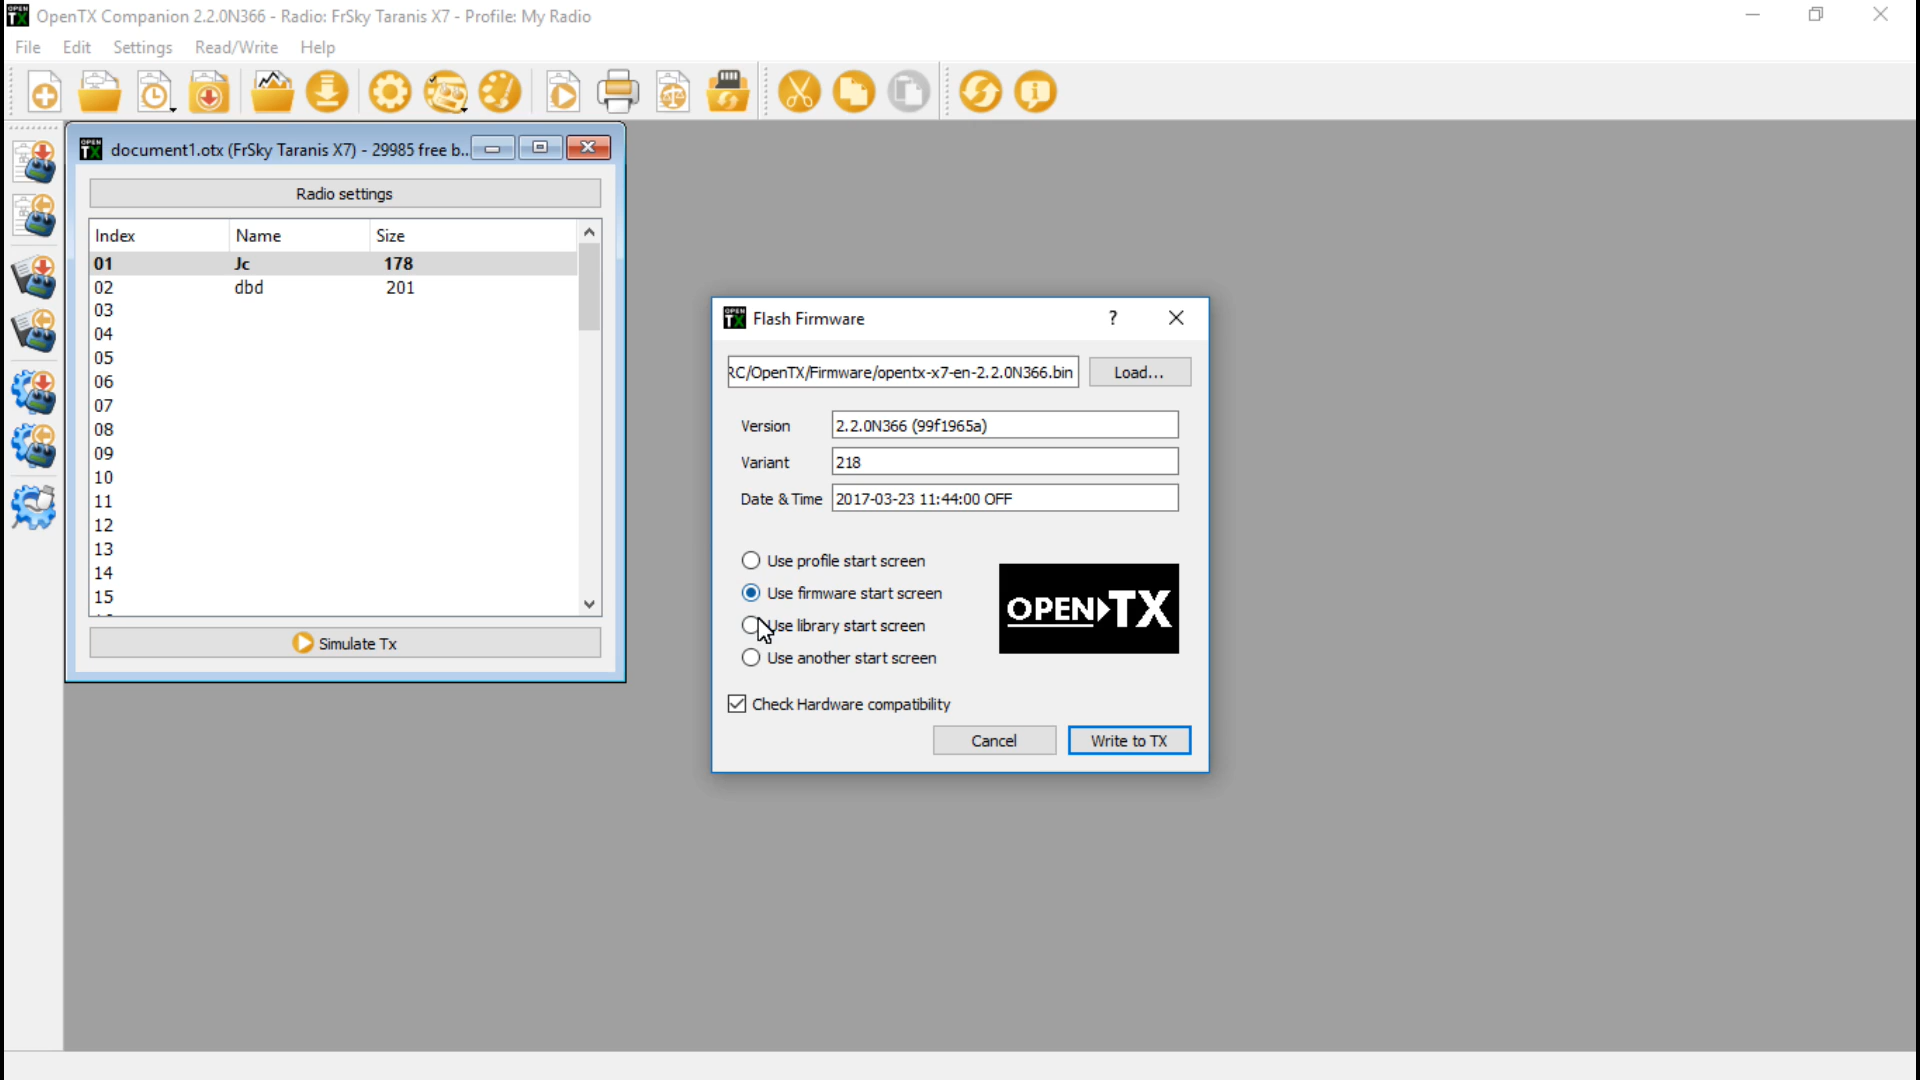 OpenTX Companion 2.2.0N366 - Radio: FrSky Taranis X7 - Profile: My Radio
File Edit Settings Read/Write Help
document1.otx (FrSky Taranis X7) - 29985 free b..
Radio settings
Index Name Size
01 Jc 178
02 dbd 201
03
04
05
06
07
08
09
10
11
12
13
14
15
Simulate Tx
Flash Firmware
RC/OpenTX/Firmware/opentx-x7-en-2.2.0N366.bin Load...
Version 2.2.0N366 (99f1965a)
Variant 218
Date & Time 2017-03-23 11:44:00 OFF
Use profile start screen
Use firmware start screen
Use library start screen
Use another start screen
OPEN TX
Check Hardware compatibility
Cancel Write to TX